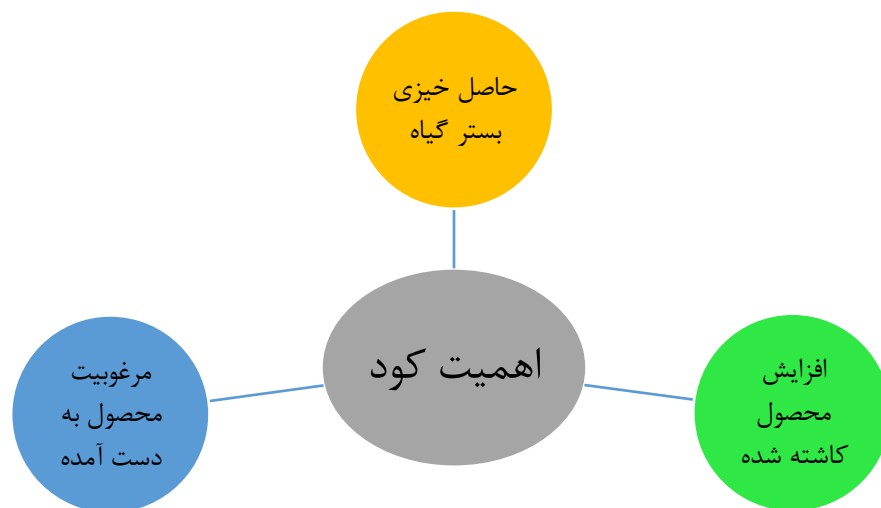 حاصل خیزی
بستر گیاه
اهمیت کود
افزایش
محصول
کاشته شده
مرغوبیت
محصول به
دست آمده